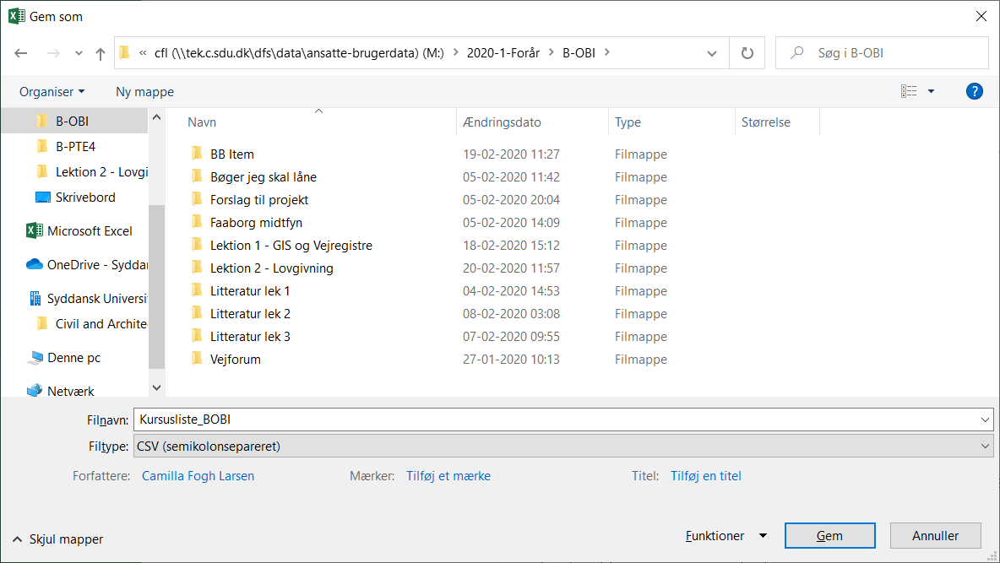 Gem som
« cfl (\\tek.c.sdu.dk\dfs\data\ansatte-brugerdata) (M:) > 2020-1-Forår > B-OBI >
Søg i B-OBI
Organiser
Ny mappe
B-OBI
B-PTE4
Lektion 2 - Lovgi
Skrivebord
Microsoft Excel
OneDrive - Syddan
Syddansk Universi
Civil and Archite
Denne pc
Netværk
Navn Ændringsdato Type Størrelse
BB Item 19-02-2020 11:27 Filmappe
Bøger jeg skal låne 05-02-2020 11:42 Filmappe
Forslag til projekt 05-02-2020 20:04 Filmappe
Faaborg midtfyn 05-02-2020 14:09 Filmappe
Lektion 1 - GIS og Vejregistre 18-02-2020 15:12 Filmappe
Lektion 2 - Lovgivning 20-02-2020 11:57 Filmappe
Litteratur lek 1 04-02-2020 14:53 Filmappe
Litteratur lek 2 08-02-2020 03:08 Filmappe
Litteratur lek 3 07-02-2020 09:55 Filmappe
Vejforum 27-01-2020 10:13 Filmappe
Filnavn: Kursusliste_BOBI
Filtype: CSV (semikolonsepareret)
Forfattere: Camilla Fogh Larsen Mærker: Tilføj et mærke Titel: Tilføj en titel
Skjul mapper Funktioner Gem Annuller